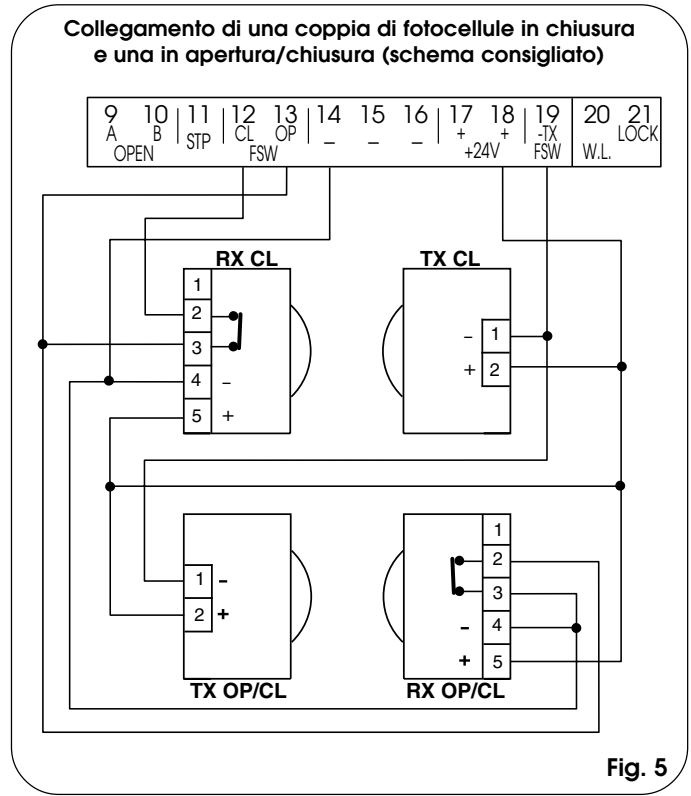 Collegamento di una coppia di fotocellule in chiusura
e una in apertura/chiusura (schema consigliato)
9 10 11 12 13 14 15 16 17 18 19 20 21
A B STP CL OP – – – + + -TX LOCK
OPEN FSW +24V FSW W.L.
RX CL TX CL
1
2
3
4 –
5 +
– 1
+ 2
1 –
2 +
1
2
3
– 4
+ 5
TX OP/CL RX OP/CL
Fig. 5